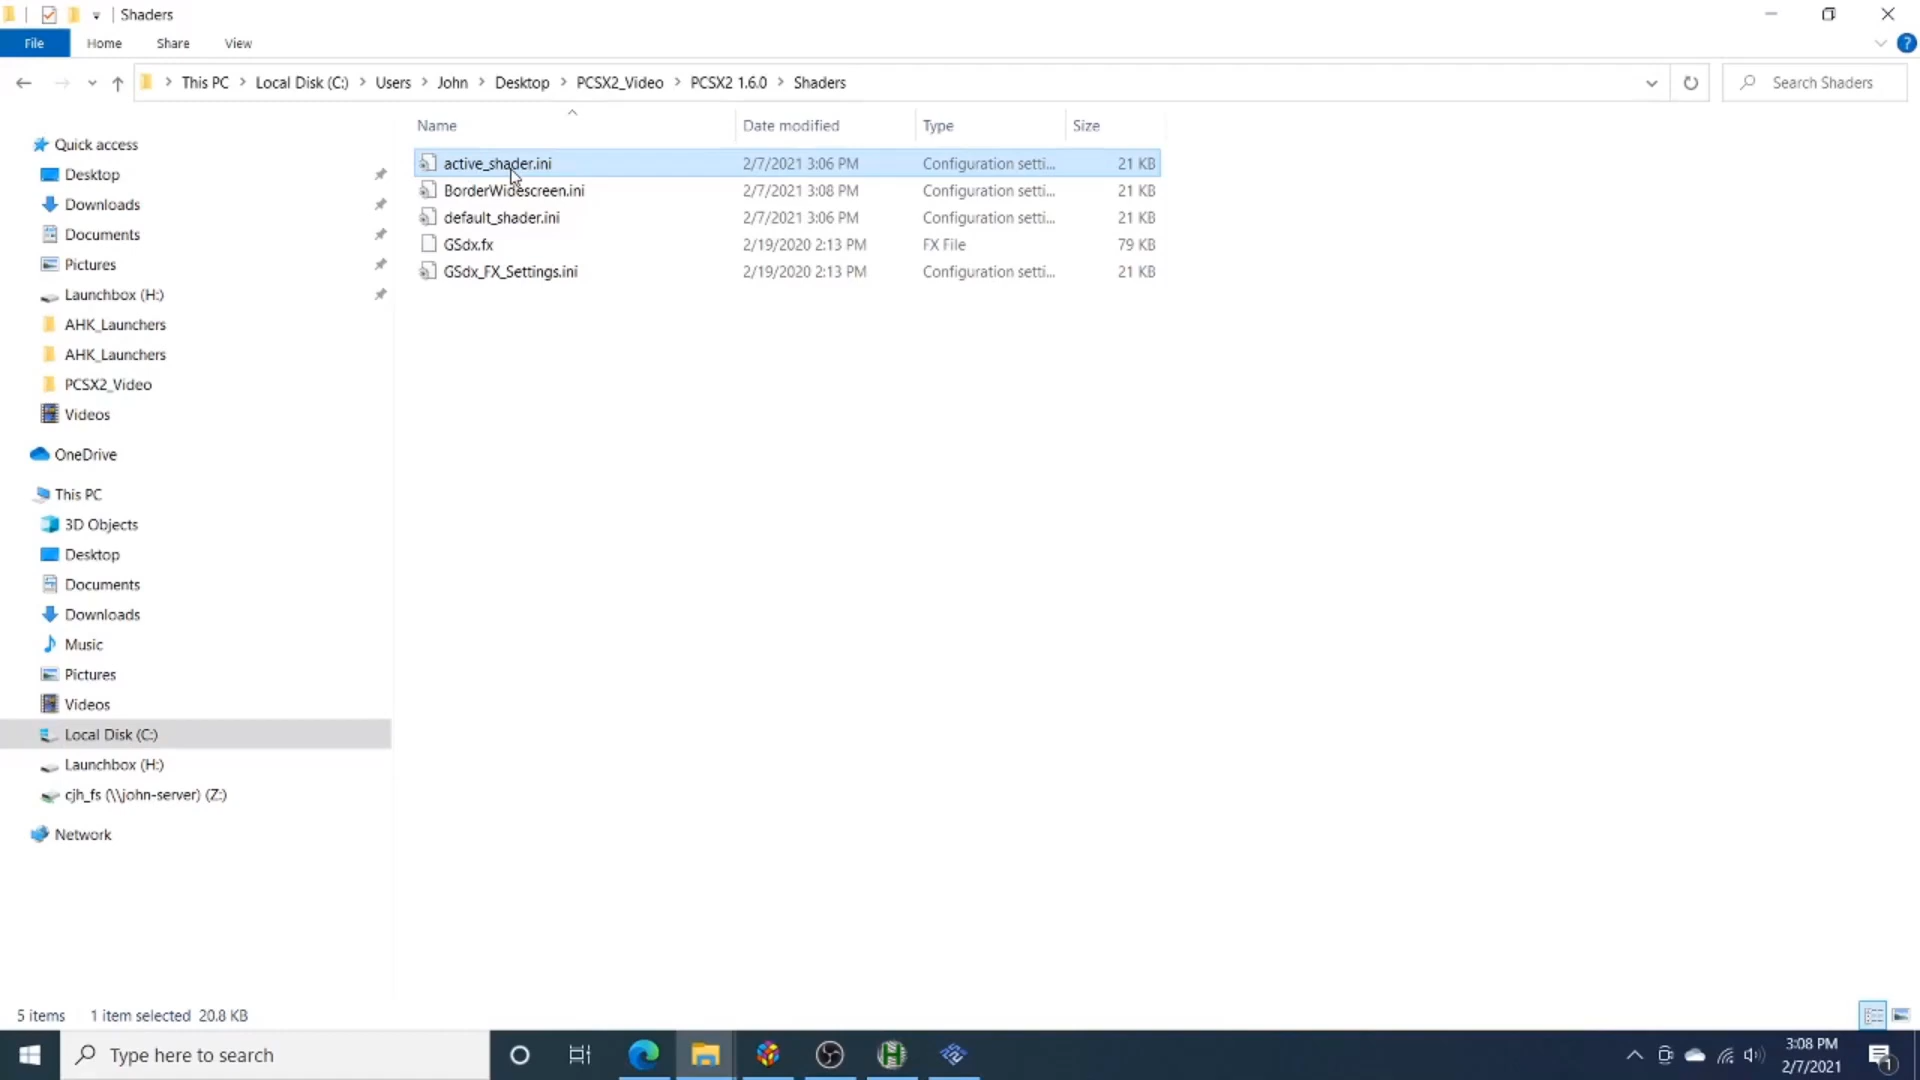 Shaders
File Home Share View
This PC Local Disk (C:) Users John Desktop PCSX2_Video PCSX2 1.6.0 Shaders
Search Shaders
Name Date modified Type Size
active_shader.ini 2/7/2021 3:06 PM Configuration setti... 21 KB
BorderWidescreen.ini 2/7/2021 3:08 PM Configuration setti... 21 KB
default_shader.ini 2/7/2021 3:06 PM Configuration setti... 21 KB
GSdx.fx 2/19/2020 2:13 PM FX File 79 KB
GSdx_FX_Settings.ini 2/19/2020 2:13 PM Configuration setti... 21 KB
Quick access
Desktop
Downloads
Documents
Pictures
Launchbox (H:)
AHK_Launchers
AHK_Launchers
PCSX2_Video
Videos
OneDrive
This PC
3D Objects
Desktop
Documents
Downloads
Music
Pictures
Videos
Local Disk (C:)
Launchbox (H:)
cjh_fs (\\john-server) (Z:)
Network
5 items 1 item selected 20.8 KB
Type here to search
3:08 PM
2/7/2021
1